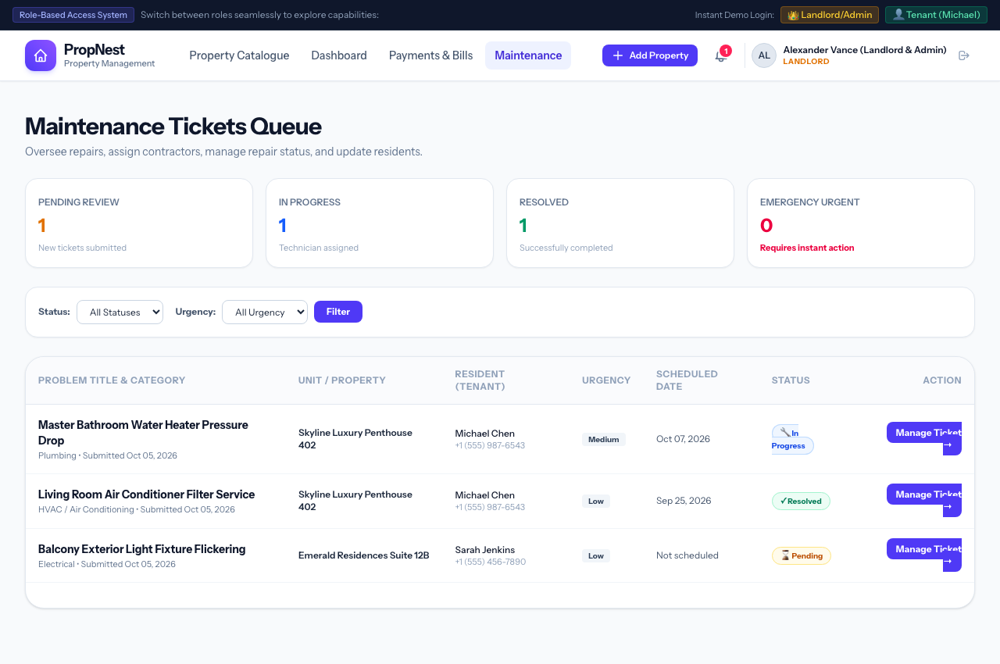 Role-Based Access System Switch between roles seamlessly to explore capabilities: Instant Demo Login: 👑 Landlord/Admin 👤 Tenant (Michael)
PropNest
Property Management
Property Catalogue Dashboard Payments & Bills Maintenance
+ Add Property
1
AL
Alexander Vance (Landlord & Admin)
LANDLORD
Maintenance Tickets Queue
Oversee repairs, assign contractors, manage repair status, and update residents.
PENDING REVIEW
1
New tickets submitted
IN PROGRESS
1
Technician assigned
RESOLVED
1
Successfully completed
EMERGENCY URGENT
0
Requires instant action
Status: All Statuses Urgency: All Urgency Filter
PROBLEM TITLE & CATEGORY UNIT / PROPERTY RESIDENT (TENANT) URGENCY SCHEDULED DATE STATUS ACTION
Master Bathroom Water Heater Pressure
Drop
Plumbing • Submitted Oct 05, 2026
Skyline Luxury Penthouse
402
Michael Chen
+1 (555) 987-6543
Medium
Oct 07, 2026
🔧 In
Progress
Manage Ticket
→
Living Room Air Conditioner Filter Service
HVAC / Air Conditioning • Submitted Oct 05, 2026
Skyline Luxury Penthouse
402
Michael Chen
+1 (555) 987-6543
Low
Sep 25, 2026
✓ Resolved
Manage Ticket
→
Balcony Exterior Light Fixture Flickering
Electrical • Submitted Oct 05, 2026
Emerald Residences Suite 12B
Sarah Jenkins
+1 (555) 456-7890
Low
Not scheduled
⌛ Pending
Manage Ticket
→